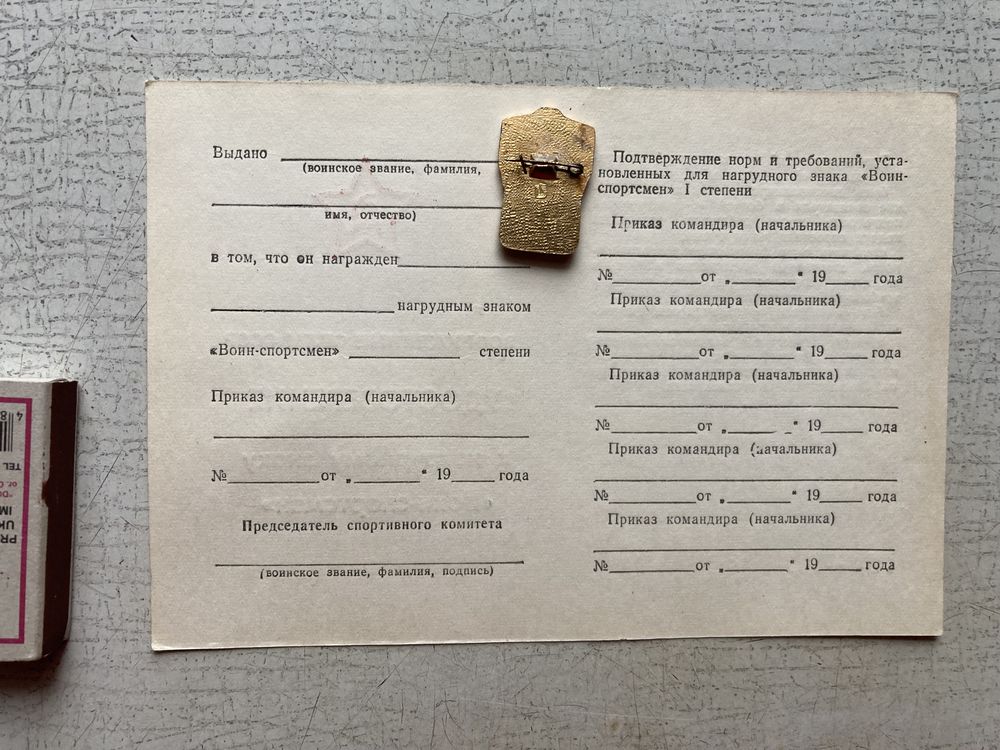 Выдано
(воинское звание, фамилия,
имя, отчество)
в том, что он награжден
нагрудным знаком
«Воин-спортсмен» степени
Приказ командира (начальника)
№ от „ “ 19 года
Председатель спортивного комитета
(воинское звание, фамилия, подпись)
Подтверждение норм и требований, уста-
новленных для нагрудного знака «Воин-
спортсмен» I степени
Приказ командира (начальника)
№ от „ “ 19 года
Приказ командира (начальника)
№ от „ “ 19 года
Приказ командира (начальника)
№ от „ “ 19 года
Приказ командира (начальника)
№ от „ “ 19 года
Приказ командира (начальника)
№ от „ “ 19 года
TEL
UK